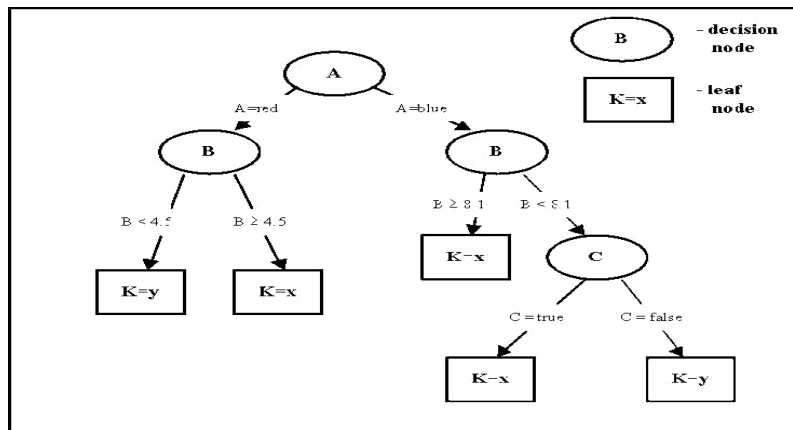 B
- decision
node
A
K=x
- leaf
node
A=red
A=blue
B
B
B < 4.5
B ≥ 4.5
B ≥ 8.1
B < 8.1
K=y
K=x
K=x
C
C=true
C = false
K=x
K=y